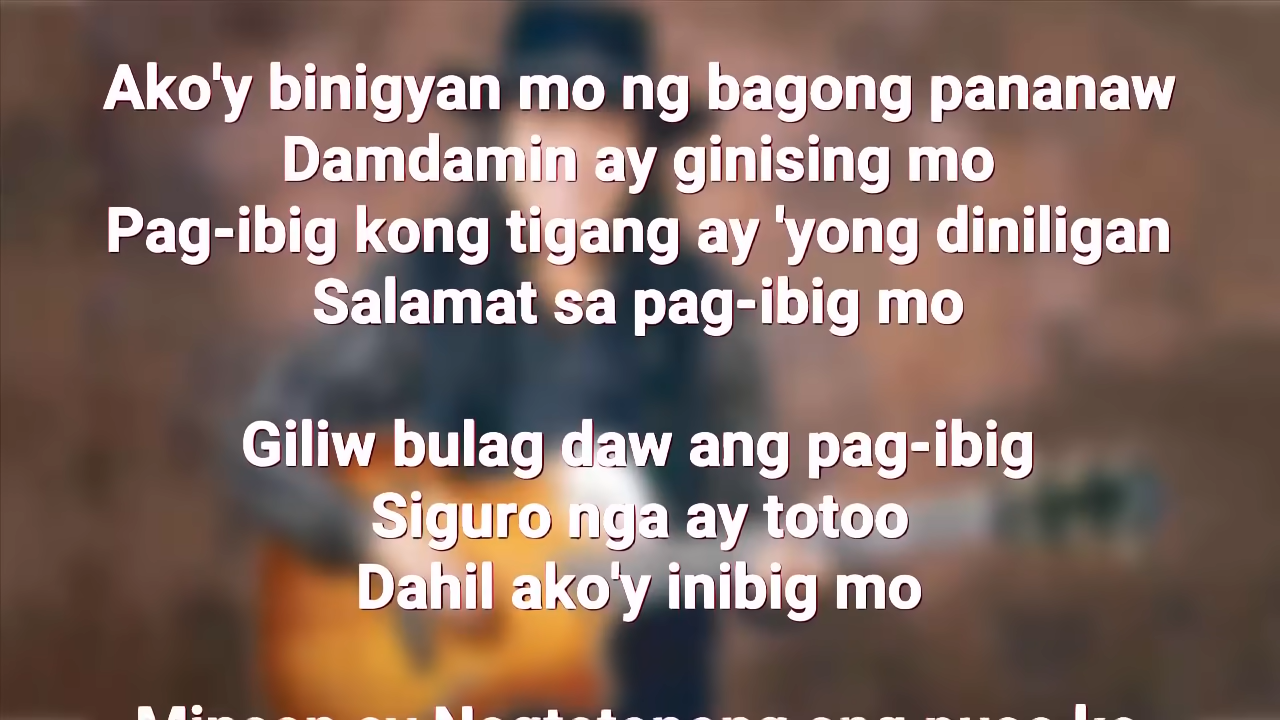 Ako'y binigyan mo ng bagong pananaw
Damdamin ay ginising mo
Pag-ibig kong tigang ay 'yong diniligan
Salamat sa pag-ibig mo
Giliw bulag daw ang pag-ibig
Siguro nga ay totoo
Dahil ako'y inibig mo